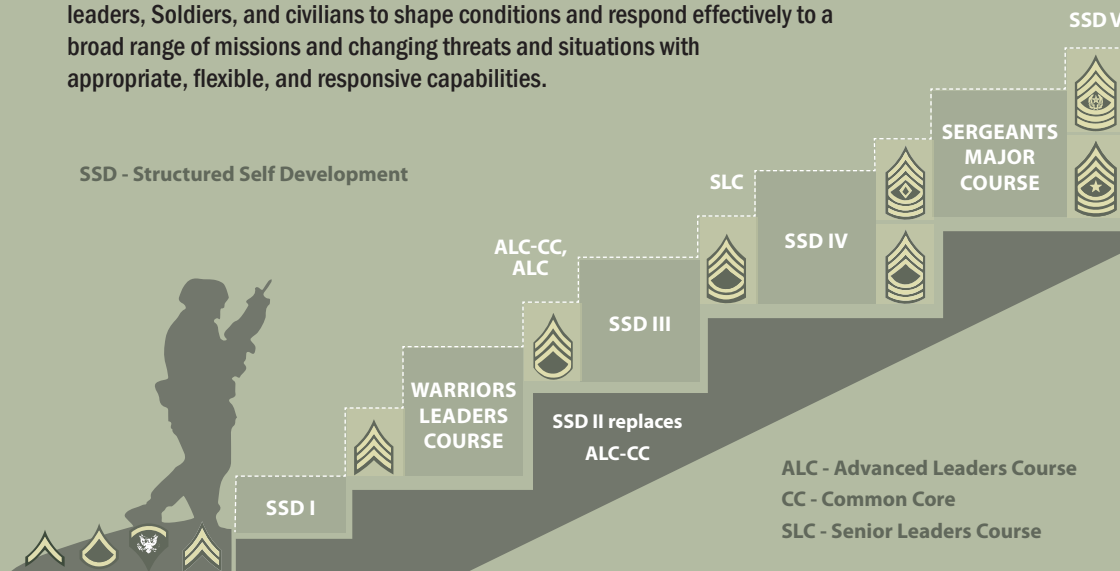 leaders, Soldiers, and civilians to shape conditions and respond effectively to a
broad range of missions and changing threats and situations with
appropriate, flexible, and responsive capabilities.
SSD - Structured Self Development
SSD V
SERGEANTS
MAJOR
COURSE
SLC
SSD IV
ALC-CC,
ALC
SSD III
WARRIORS
LEADERS
COURSE
SSD II replaces
ALC-CC
SSD I
ALC - Advanced Leaders Course
CC - Common Core
SLC - Senior Leaders Course